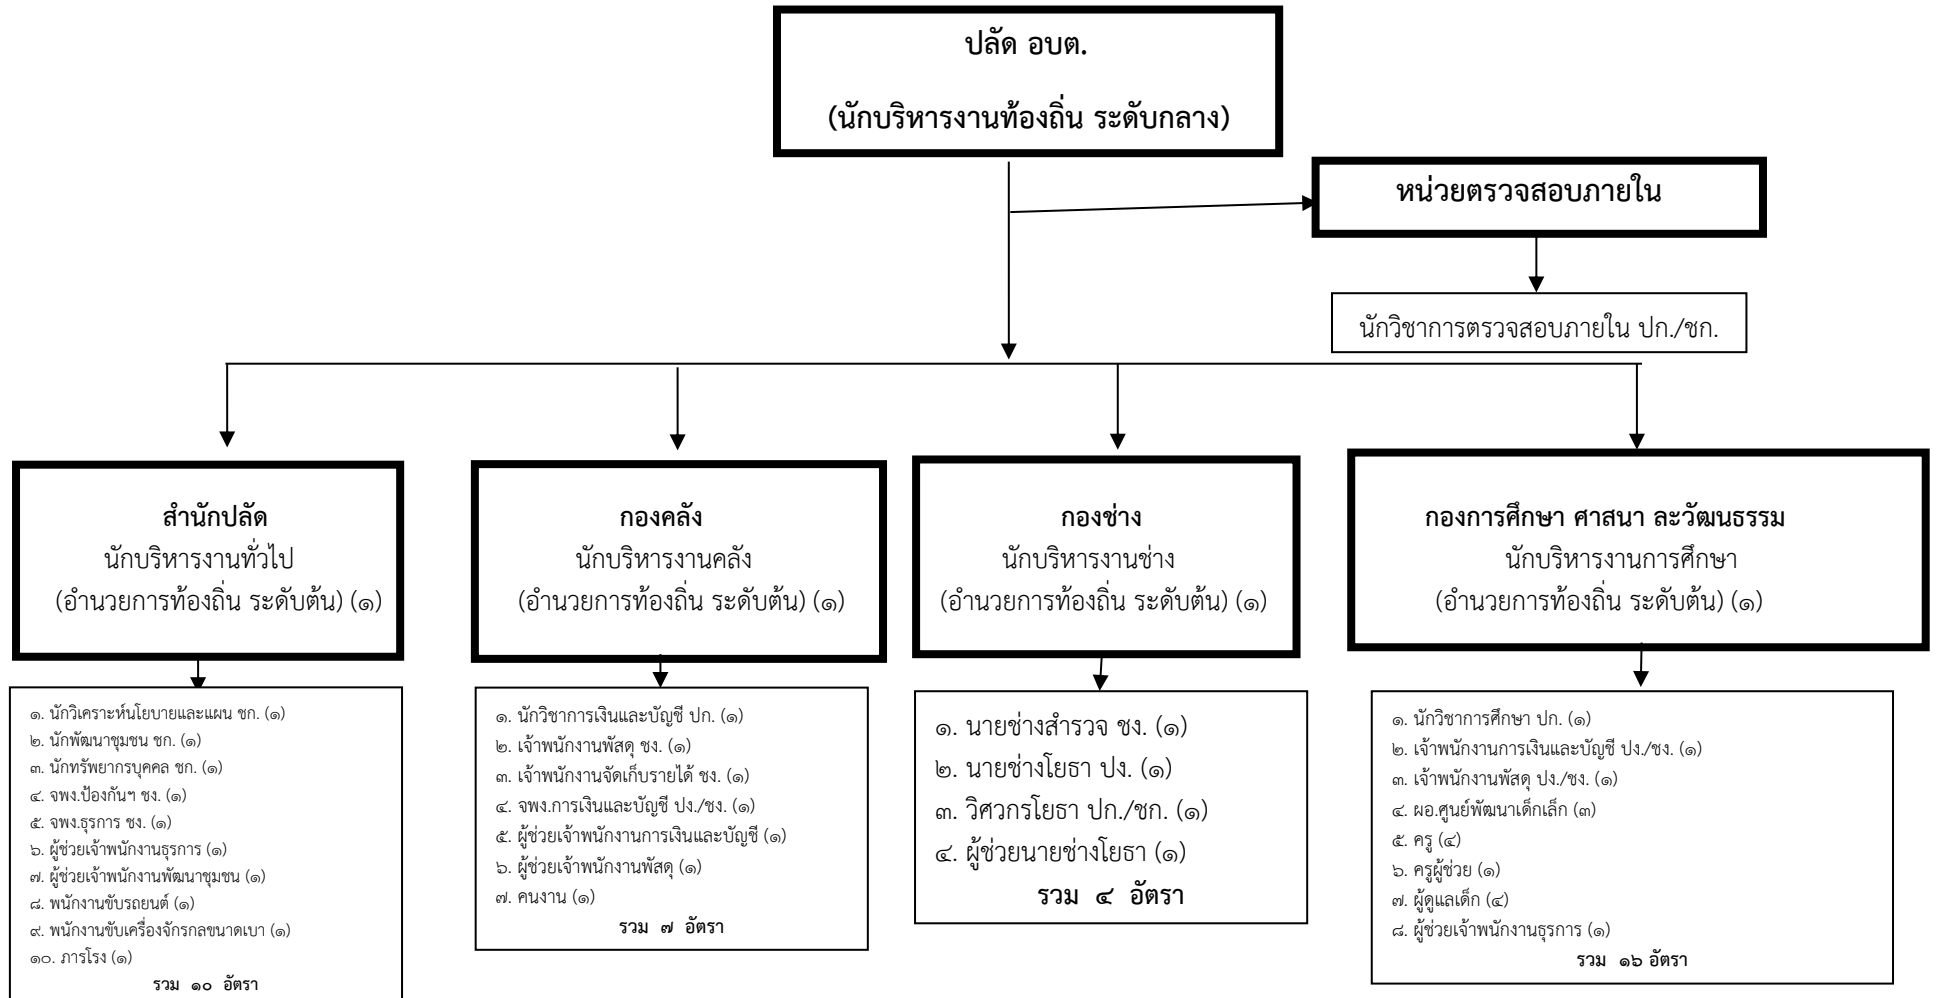 ปลัด อบต.
(นักบริหารงานท้องถิ่น ระดับกลาง)
หน่วยตรวจสอบภายใน
นักวิชาการตรวจสอบภายใน ปก./ชก.
สำนักปลัด
นักบริหารงานทั่วไป
(อำนวยการท้องถิ่น ระดับต้น) (๑)
กองคลัง
นักบริหารงานคลัง
(อำนวยการท้องถิ่น ระดับต้น) (๑)
กองช่าง
นักบริหารงานช่าง
(อำนวยการท้องถิ่น ระดับต้น) (๑)
กองการศึกษา ศาสนา ละวัฒนธรรม
นักบริหารงานการศึกษา
(อำนวยการท้องถิ่น ระดับต้น) (๑)
๑. นักวิเคราะห์นโยบายและแผน ชก. (๑)
๒. นักพัฒนาชุมชน ชก. (๑)
๓. นักทรัพยากรบุคคล ชก. (๑)
๔. จพง.ป้องกันฯ ชง. (๑)
๕. จพง.ธุรการ ชง. (๑)
๖. ผู้ช่วยเจ้าพนักงานธุรการ (๑)
๗. ผู้ช่วยเจ้าพนักงานพัฒนาชุมชน (๑)
๘. พนักงานขับรถยนต์ (๑)
๙. พนักงานขับเครื่องจักรกลขนาดเบา (๑)
๑๐. ภารโรง (๑)
รวม ๑๐ อัตรา
๑. นักวิชาการเงินและบัญชี ปก. (๑)
๒. เจ้าพนักงานพัสดุ ชง. (๑)
๓. เจ้าพนักงานจัดเก็บรายได้ ชง. (๑)
๔. จพง.การเงินและบัญชี ปง./ชง. (๑)
๕. ผู้ช่วยเจ้าพนักงานการเงินและบัญชี (๑)
๖. ผู้ช่วยเจ้าพนักงานพัสดุ (๑)
๗. คนงาน (๑)
รวม ๗ อัตรา
๑. นายช่างสำรวจ ชง. (๑)
๒. นายช่างโยธา ปง. (๑)
๓. วิศวกรโยธา ปก./ชก. (๑)
๔. ผู้ช่วยนายช่างโยธา (๑)
รวม ๔ อัตรา
๑. นักวิชาการศึกษา ปก. (๑)
๒. เจ้าพนักงานการเงินและบัญชี ปง./ชง. (๑)
๓. เจ้าพนักงานพัสดุ ปง./ชง. (๑)
๔. ผอ.ศูนย์พัฒนาเด็กเล็ก (๓)
๕. ครู (๔)
๖. ครูผู้ช่วย (๑)
๗. ผู้ดูแลเด็ก (๔)
๘. ผู้ช่วยเจ้าพนักงานธุรการ (๑)
รวม ๑๖ อัตรา